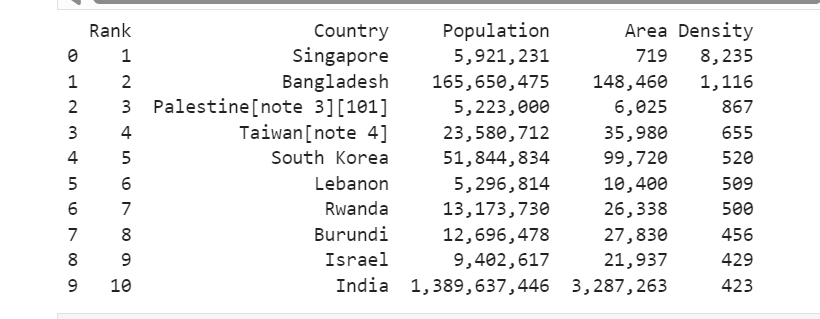 Rank Country Population Area Density
0 1 Singapore 5,921,231 719 8,235
1 2 Bangladesh 165,650,475 148,460 1,116
2 3 Palestine[note 3][101] 5,223,000 6,025 867
3 4 Taiwan[note 4] 23,580,712 35,980 655
4 5 South Korea 51,844,834 99,720 520
5 6 Lebanon 5,296,814 10,400 509
6 7 Rwanda 13,173,730 26,338 500
7 8 Burundi 12,696,478 27,830 456
8 9 Israel 9,402,617 21,937 429
9 10 India 1,389,637,446 3,287,263 423